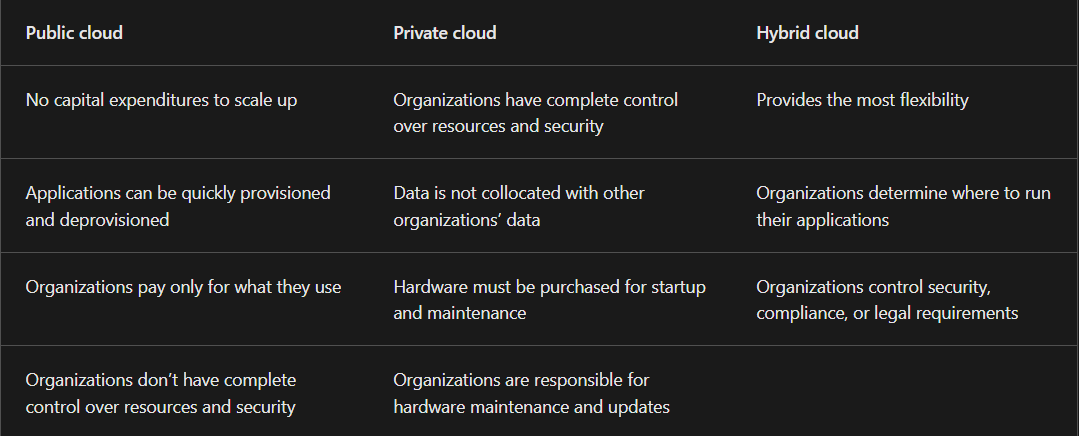 Public cloud
Private cloud
Hybrid cloud
No capital expenditures to scale up
Organizations have complete control
over resources and security
Provides the most flexibility
Applications can be quickly provisioned
and deprovisioned
Data is not collocated with other
organizations’ data
Organizations determine where to run
their applications
Organizations pay only for what they use
Hardware must be purchased for startup
and maintenance
Organizations control security,
compliance, or legal requirements
Organizations don’t have complete
control over resources and security
Organizations are responsible for
hardware maintenance and updates